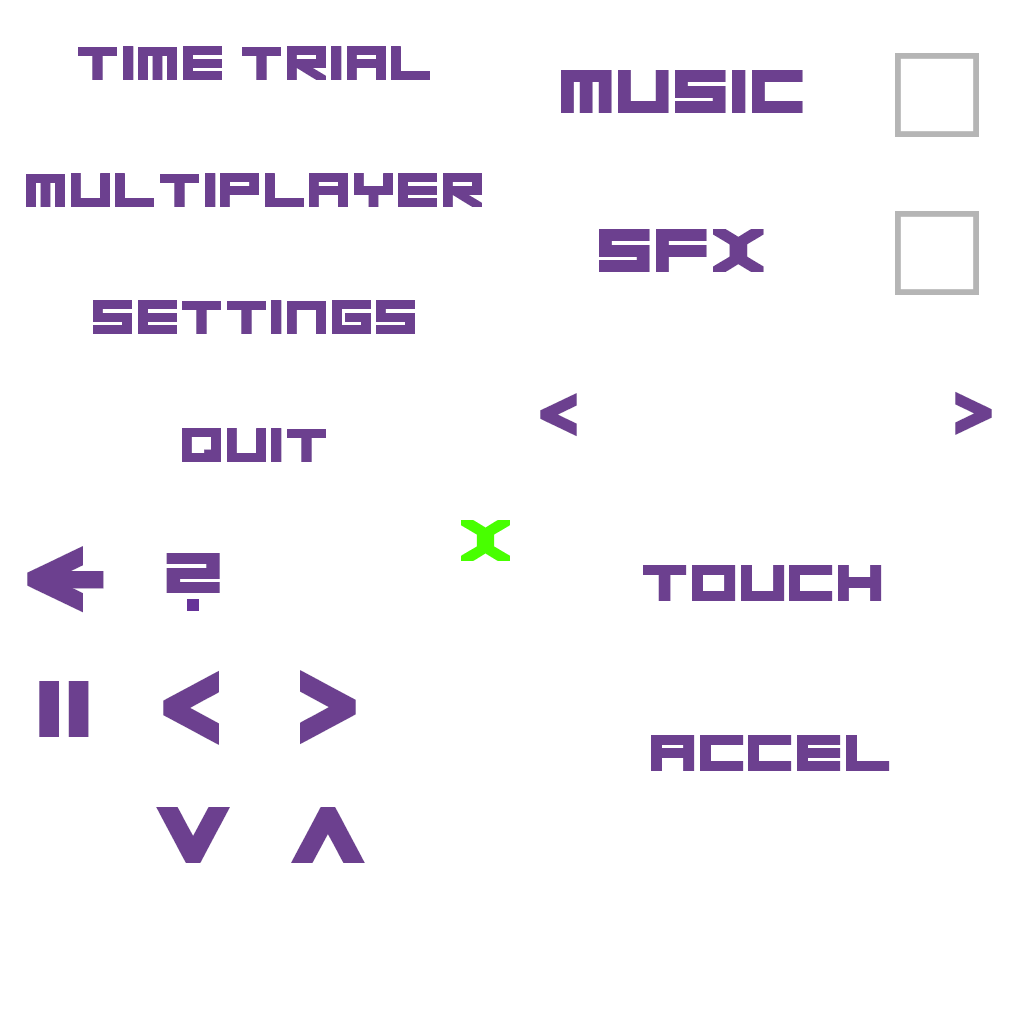 TIME TRIAL
MUSIC
MULTIPLAYER
SFX
SETTINGS
< >
QUIT
X
?
TOUCH
< >
ACCEL